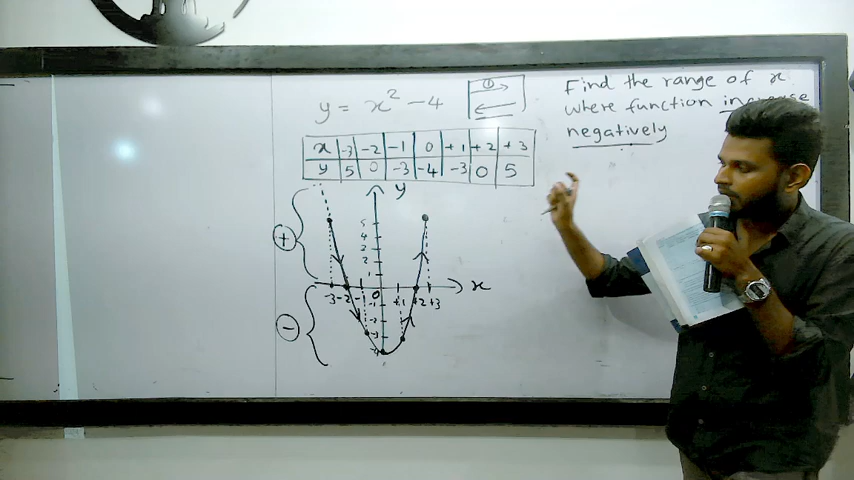 y = x² - 4
①
Find the range of x
where function increase
negatively
x -3 -2 -1 0 +1 +2 +3
y 5 0 -3 -4 -3 0 5
y
+
5
4
3
2
1
x
-3 -2 -1 0 +1 +2 +3
-1
-2
-3
-4
-